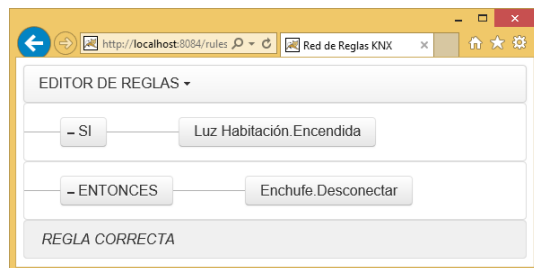 http://localhost:8084/rules
Red de Reglas KNX
EDITOR DE REGLAS
– SI
Luz Habitación.Encendida
– ENTONCES
Enchufe.Desconectar
REGLA CORRECTA